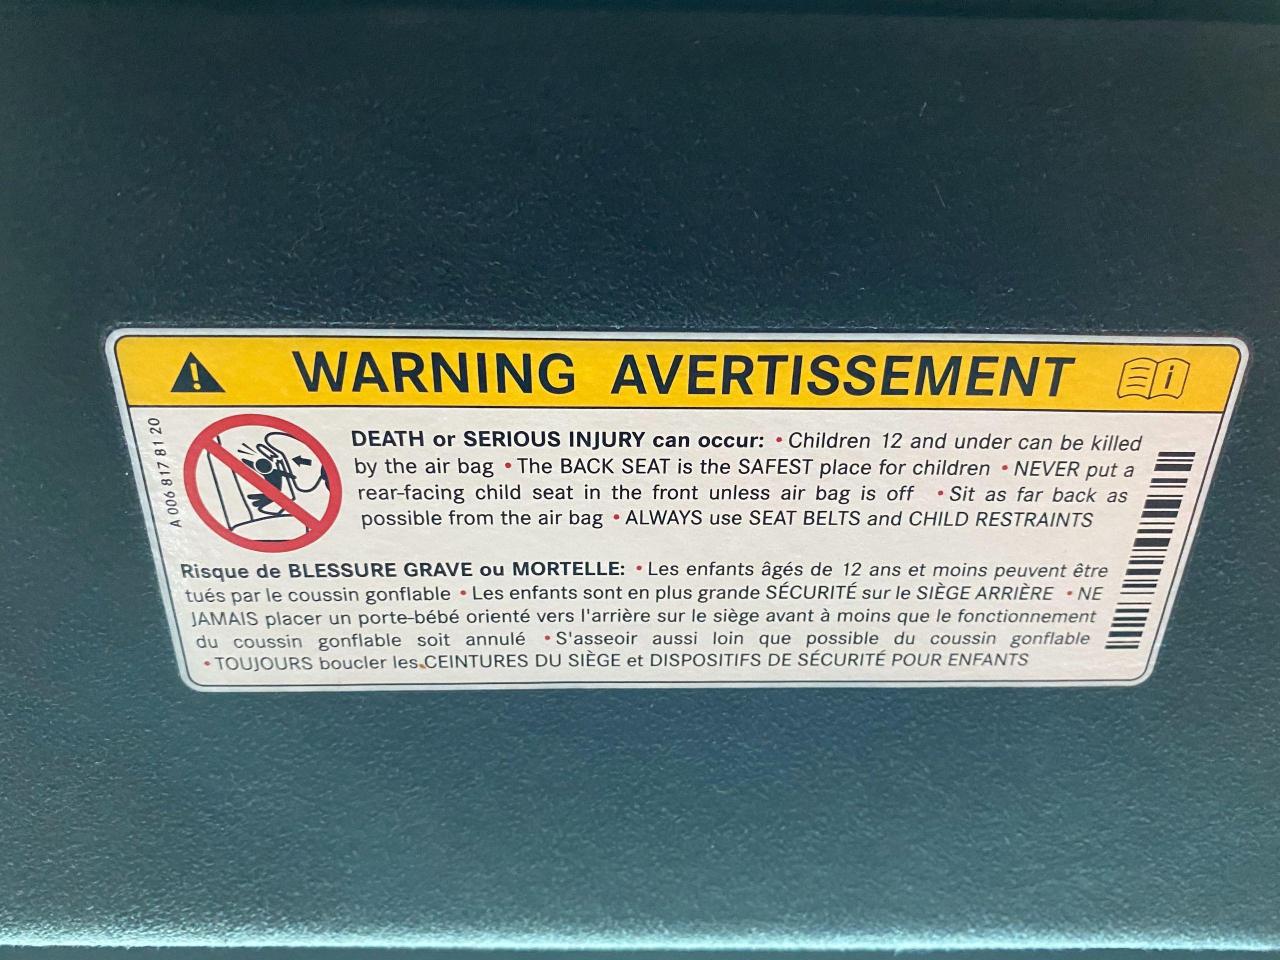 WARNING AVERTISSEMENT
A 006 817 81 20
DEATH or SERIOUS INJURY can occur: • Children 12 and under can be killed
by the air bag • The BACK SEAT is the SAFEST place for children • NEVER put a
rear-facing child seat in the front unless air bag is off • Sit as far back as
possible from the air bag • ALWAYS use SEAT BELTS and CHILD RESTRAINTS
Risque de BLESSURE GRAVE ou MORTELLE: • Les enfants âgés de 12 ans et moins peuvent être
tués par le coussin gonflable • Les enfants sont en plus grande SÉCURITÉ sur le SIÈGE ARRIÈRE • NE
JAMAIS placer un porte-bébé orienté vers l'arrière sur le siège avant à moins que le fonctionnement
du coussin gonflable soit annulé • S'asseoir aussi loin que possible du coussin gonflable
• TOUJOURS boucler les CEINTURES DU SIÈGE et DISPOSITIFS DE SÉCURITÉ POUR ENFANTS